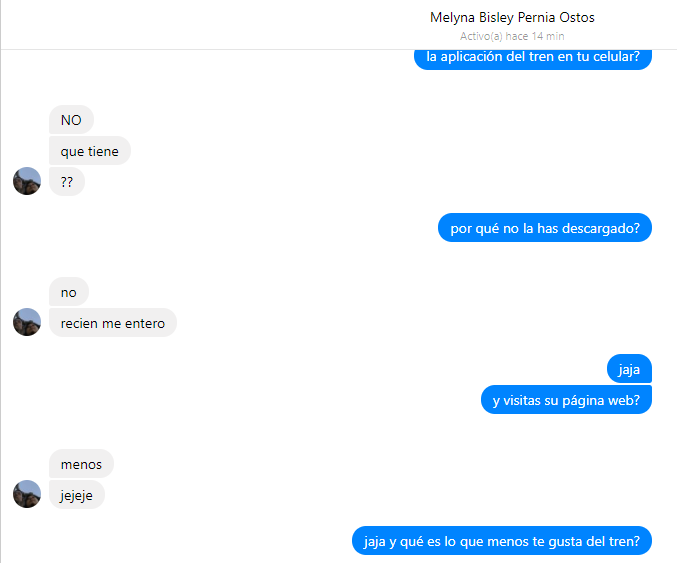 Melyna Bisley Pernia Ostos
Activo(a) hace 14 min
la aplicación del tren en tu celular?
NO
que tiene
??
por qué no la has descargado?
no
recien me entero
jaja
y visitas su página web?
menos
jejeje
jaja y qué es lo que menos te gusta del tren?